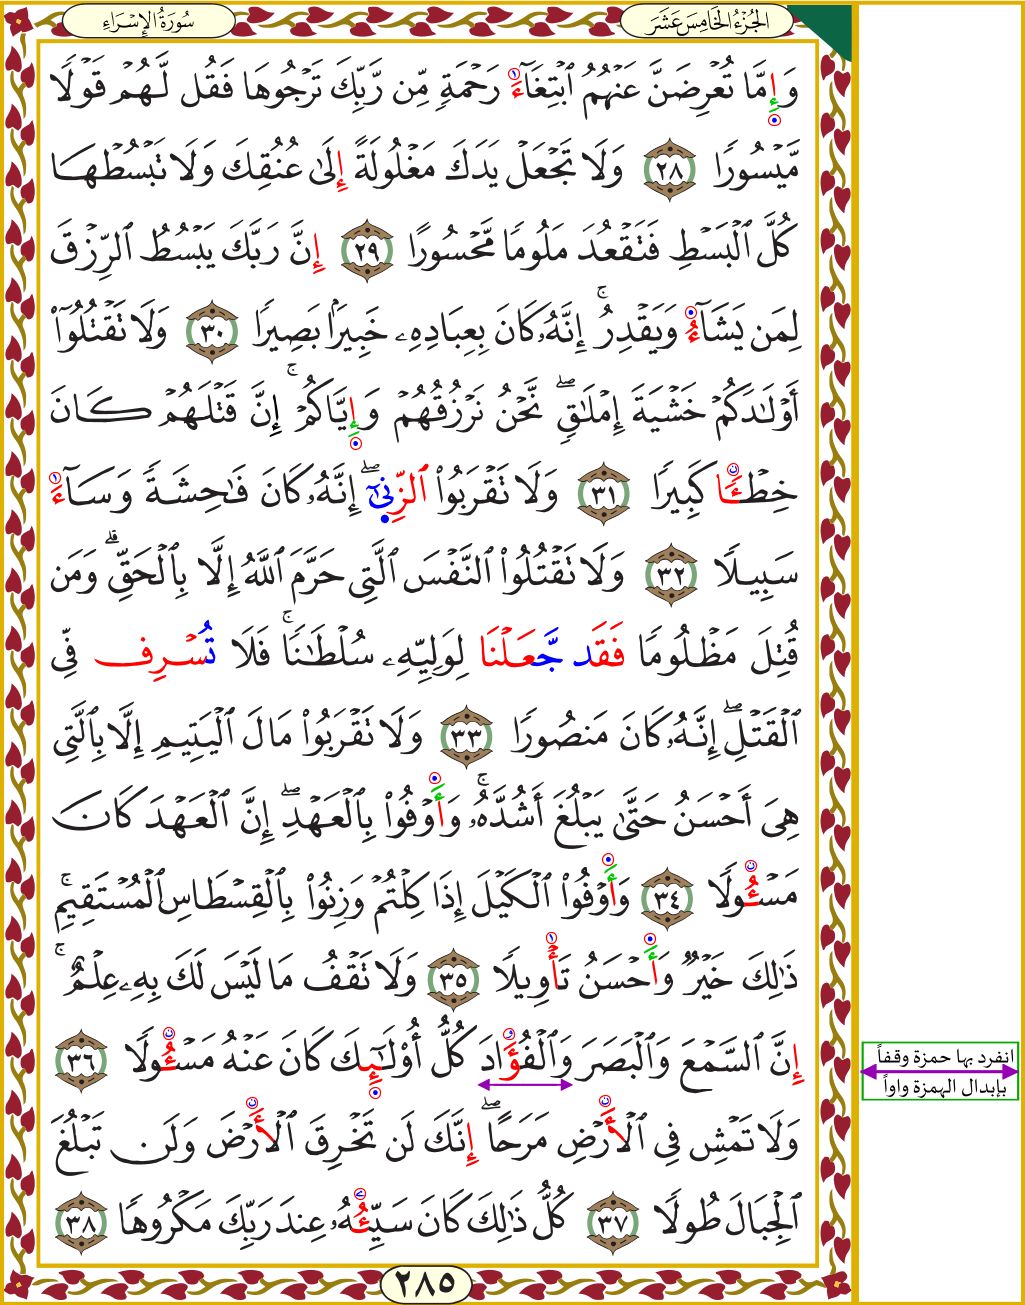 سُورَةُ الإِسْرَاءِ
الجُزْءُ الخَامِسَ عَشَرَ
وَإِمَّا تُعْرِضَنَّ عَنْهُمُ ٱبْتِغَآءَ رَحْمَةٍ مِّن رَّبِّكَ تَرْجُوهَا فَقُل لَّهُمْ قَوْلًا
مَّيْسُورًا ٢٨ وَلَا تَجْعَلْ يَدَكَ مَغْلُولَةً إِلَىٰ عُنُقِكَ وَلَا تَبْسُطْهَا
كُلَّ ٱلْبَسْطِ فَتَقْعُدَ مَلُومًا مَّحْسُورًا ٢٩ إِنَّ رَبَّكَ يَبْسُطُ ٱلرِّزْقَ
لِمَن يَشَآءُ وَيَقْدِرُ ۚ إِنَّهُۥ كَانَ بِعِبَادِهِۦ خَبِيرًۢا بَصِيرًا ٣٠ وَلَا تَقْتُلُوٓا۟
أَوْلَـٰدَكُمْ خَشْيَةَ إِمْلَـٰقٍ ۖ نَّحْنُ نَرْزُقُهُمْ وَإِيَّاكُمْ ۚ إِنَّ قَتْلَهُمْ كَانَ
خِطْـًٔا كَبِيرًا ٣١ وَلَا تَقْرَبُوا۟ ٱلزِّنَىٰٓ ۖ إِنَّهُۥ كَانَ فَـٰحِشَةً وَسَآءَ
سَبِيلًا ٣٢ وَلَا تَقْتُلُوا۟ ٱلنَّفْسَ ٱلَّتِى حَرَّمَ ٱللَّهُ إِلَّا بِٱلْحَقِّ ۗ وَمَن
قُتِلَ مَظْلُومًا فَقَد جَّعَلْنَا لِوَلِيِّهِۦ سُلْطَـٰنًا ۚ فَلَا تُسْرِف فِّى
ٱلْقَتْلِ ۖ إِنَّهُۥ كَانَ مَنصُورًا ٣٣ وَلَا تَقْرَبُوا۟ مَالَ ٱلْيَتِيمِ إِلَّا بِٱلَّتِى
هِىَ أَحْسَنُ حَتَّىٰ يَبْلُغَ أَشُدَّهُۥ ۚ وَأَوْفُوا۟ بِٱلْعَهْدِ ۖ إِنَّ ٱلْعَهْدَ كَانَ
مَسْـُٔولًا ٣٤ وَأَوْفُوا۟ ٱلْكَيْلَ إِذَا كِلْتُمْ وَزِنُوا۟ بِٱلْقِسْطَاسِ ٱلْمُسْتَقِيمِ ۚ
ذَٰلِكَ خَيْرٌ وَأَحْسَنُ تَأْوِيلًا ٣٥ وَلَا تَقْفُ مَا لَيْسَ لَكَ بِهِۦ عِلْمٌ ۚ
إِنَّ ٱلسَّمْعَ وَٱلْبَصَرَ وَٱلْفُؤَادَ كُلُّ أُو۟لَـٰٓئِكَ كَانَ عَنْهُ مَسْـُٔولًا ٣٦
انفرد بها حمزة وقفاً
بإبدال الهمزة واواً
وَلَا تَمْشِ فِى ٱلْأَرْضِ مَرَحًا ۖ إِنَّكَ لَن تَخْرِقَ ٱلْأَرْضَ وَلَن تَبْلُغَ
ٱلْجِبَالَ طُولًا ٣٧ كُلُّ ذَٰلِكَ كَانَ سَيِّئُهُۥ عِندَ رَبِّكَ مَكْرُوهًا ٣٨
٢٨٥